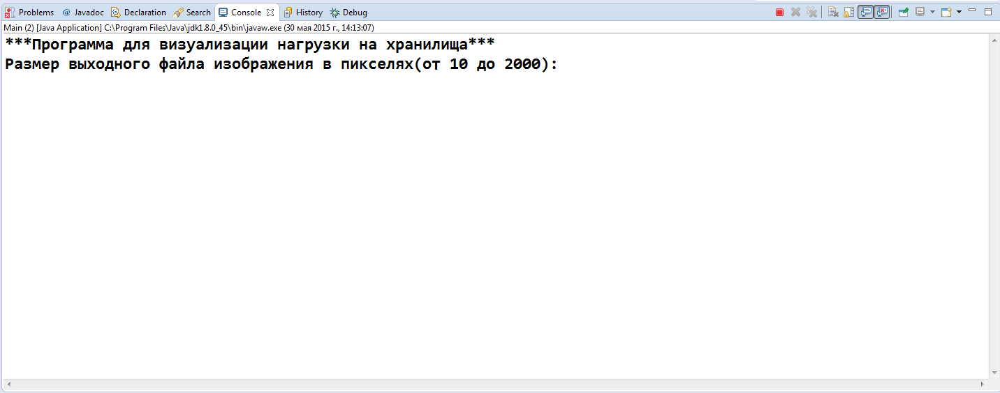 Problems @ Javadoc Declaration Search Console History Debug
Main (2) [Java Application] C:\Program Files\Java\jdk1.8.0_45\bin\javaw.exe (30 мая 2015 г., 14:13:07)
***Программа для визуализации нагрузки на хранилища***
Размер выходного файла изображения в пикселях(от 10 до 2000):